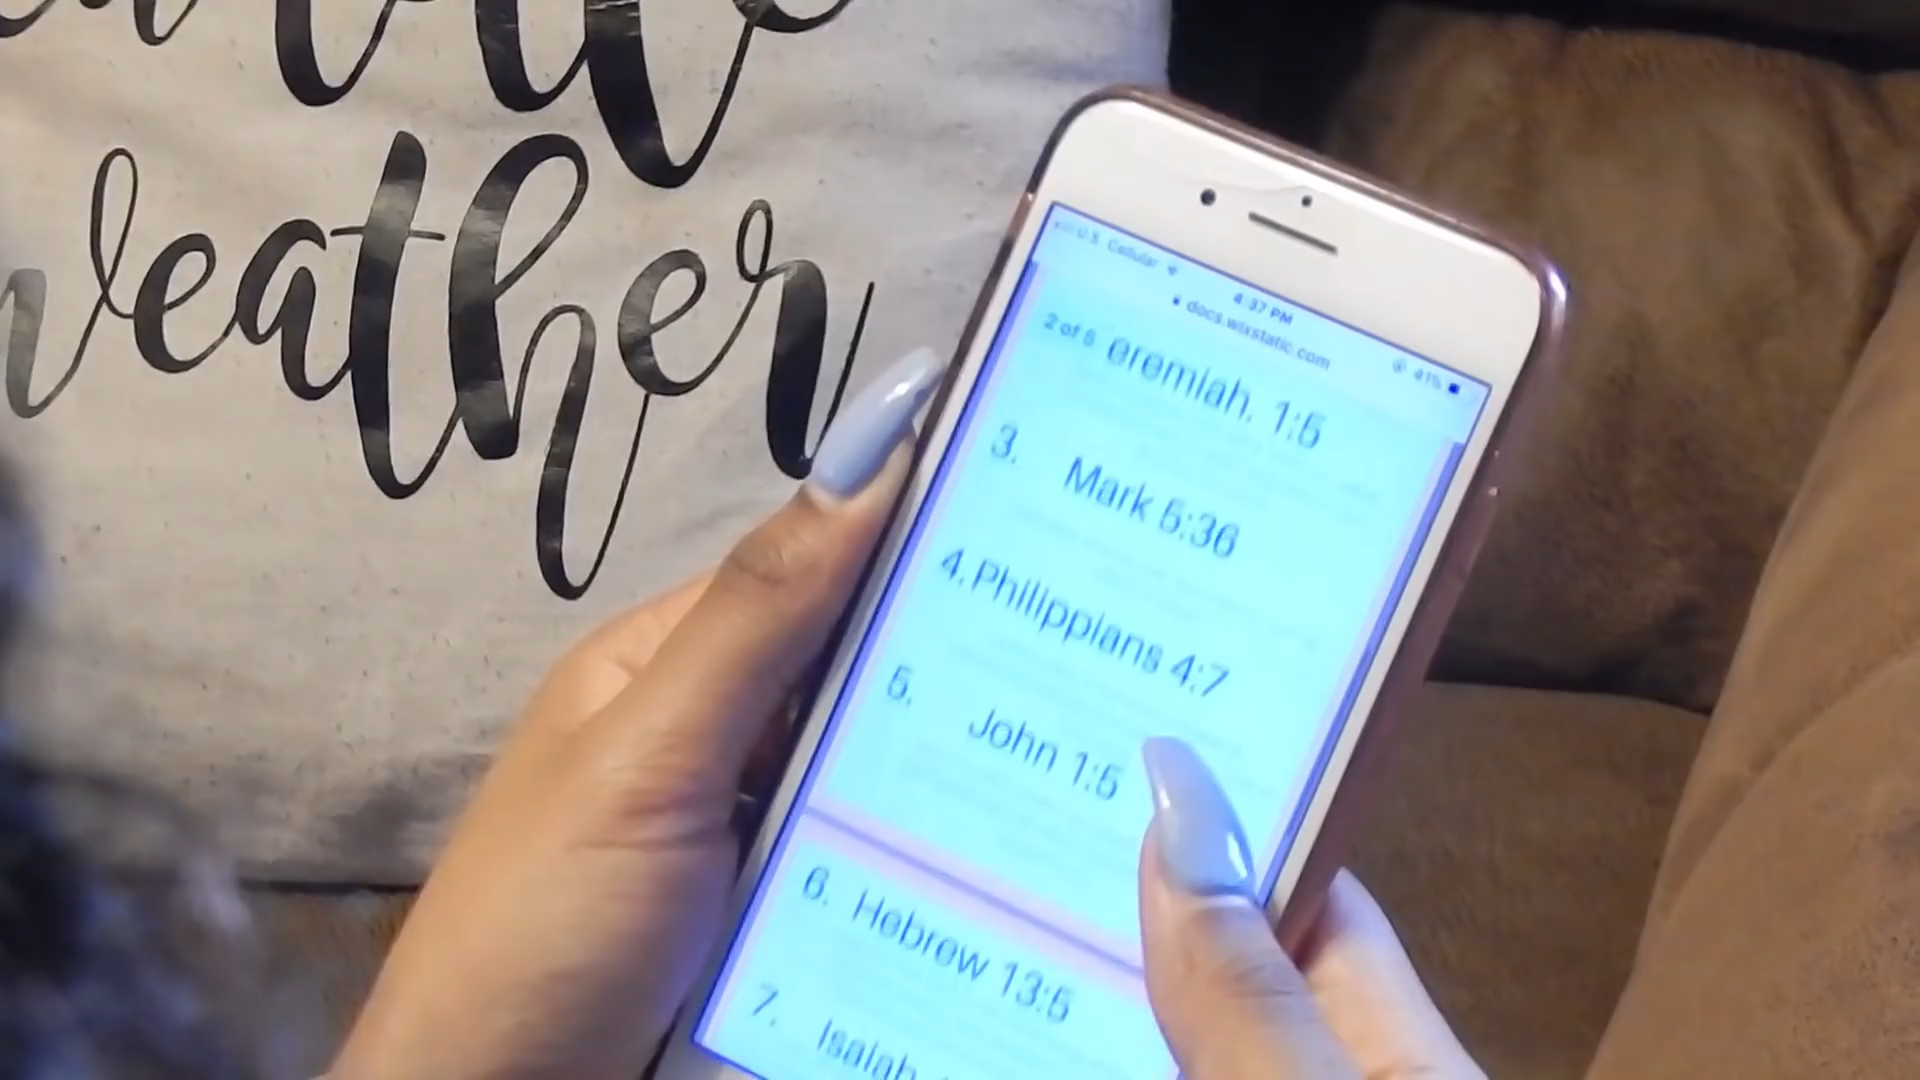 weather
U.S. Cellular
4:37 PM
docs.wixstatic.com
41%
2 of 5
eremiah. 1:5
3. Mark 5:36
4. Philippians 4:7
5. John 1:5
6. Hebrew 13:5
7. Isaiah